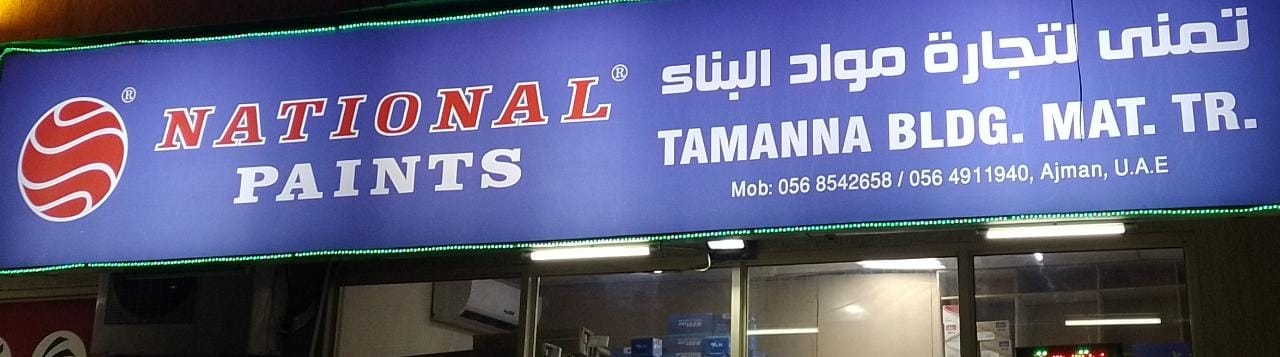 NATIONAL®
PAINTS
تمنى لتجارة مواد البناء
TAMANNA BLDG. MAT. TR.
Mob: 056 8542658 / 056 4911940, Ajman, U.A.E